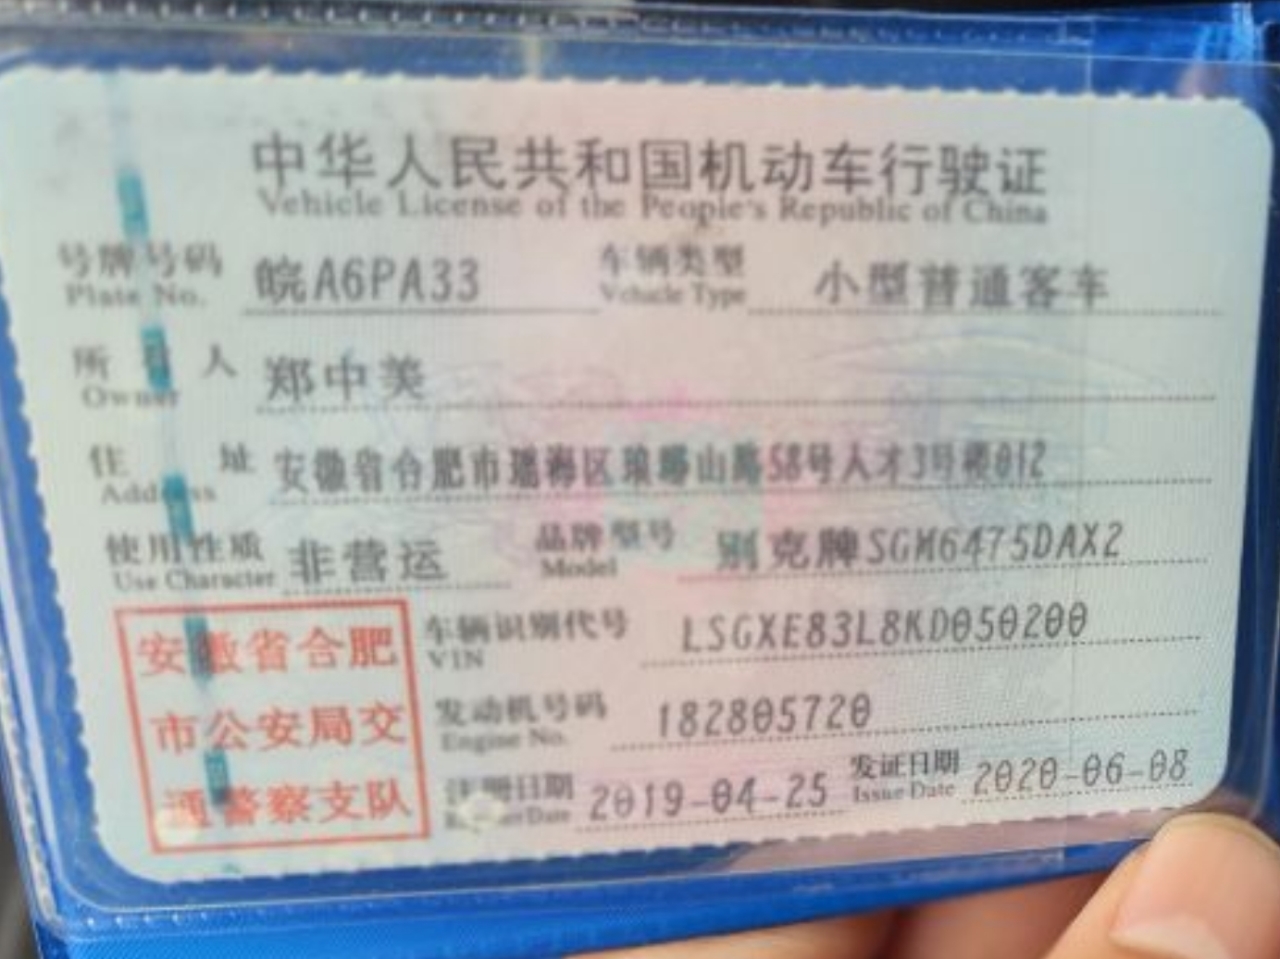 中华人民共和国机动车行驶证
Vehicle License of the People's Republic of China
号牌号码 皖A6PA33 车辆类型 小型普通客车
Plate No. Vehicle Type
所有人 郑中美
Owner
住址 安徽省合肥市瑶海区琅琊山路58号人才3号楼012
Address
使用性质 非营运 品牌型号 别克牌SGM6475DAX2
Use Character Model
车辆识别代号 LSGXE83L8KD050200
VIN
发动机号码 182805720
Engine No.
注册日期 2019-04-25 发证日期 2020-06-08
Register Date Issue Date
安徽省合肥
市公安局交
通警察支队